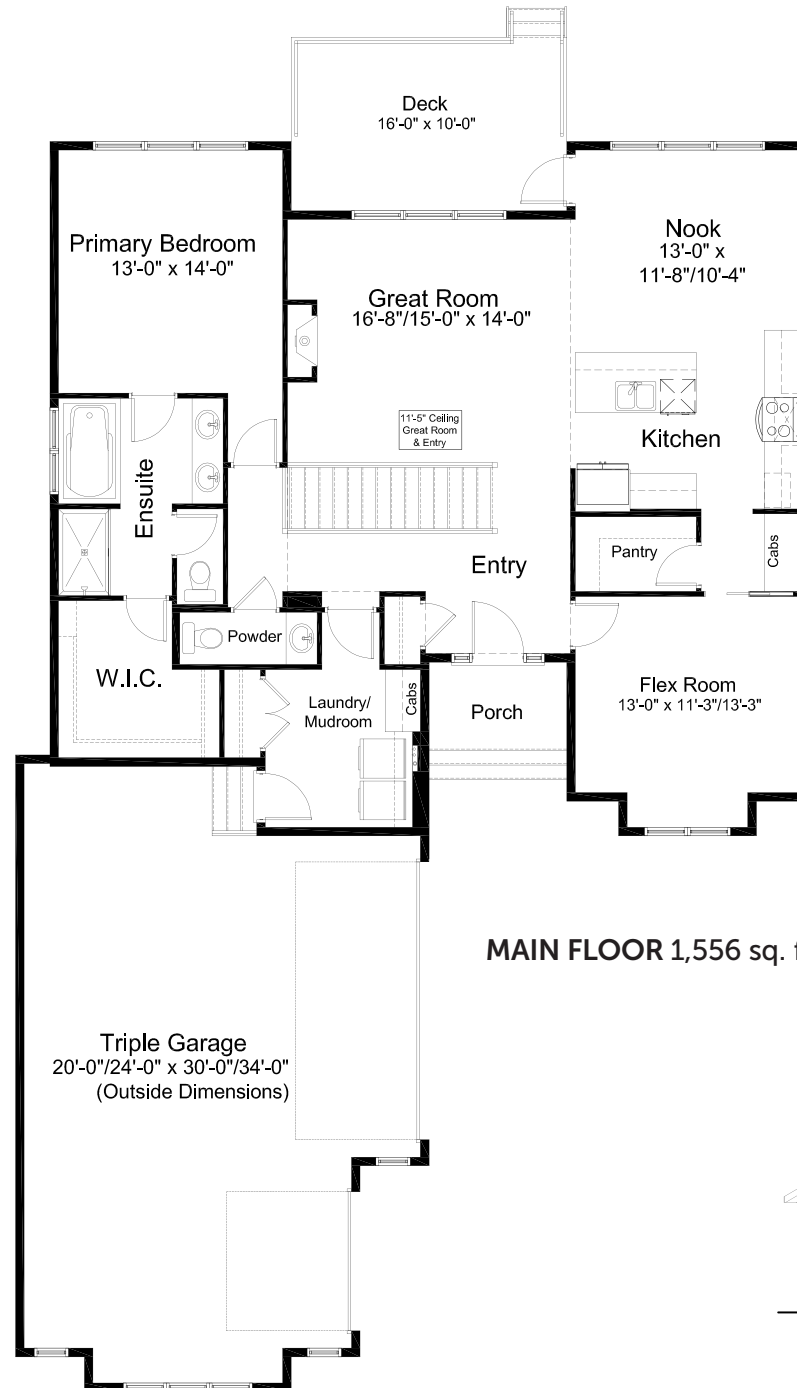 Deck
16'-0" x 10'-0"
Primary Bedroom
13'-0" x 14'-0"
Nook
13'-0" x
11'-8"/10'-4"
Great Room
16'-8"/15'-0" x 14'-0"
11'-5" Ceiling
Great Room
& Entry
Kitchen
Ensuite
Pantry
Cabs
Entry
Powder
W.I.C.
Laundry/
Mudroom
Cabs
Porch
Flex Room
13'-0" x 11'-3"/13'-3"
MAIN FLOOR 1,556 sq.
Triple Garage
20'-0"/24'-0" x 30'-0"/34'-0"
(Outside Dimensions)